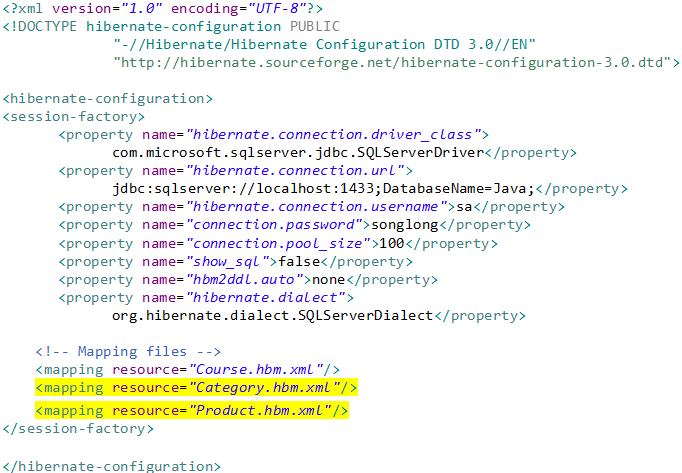 <?xml version="1.0" encoding="UTF-8"?>
<!DOCTYPE hibernate-configuration PUBLIC
"-//Hibernate/Hibernate Configuration DTD 3.0//EN"
"http://hibernate.sourceforge.net/hibernate-configuration-3.0.dtd">
<hibernate-configuration>
<session-factory>
<property name="hibernate.connection.driver_class">
com.microsoft.sqlserver.jdbc.SQLServerDriver</property>
<property name="hibernate.connection.url">
jdbc:sqlserver://localhost:1433;DatabaseName=Java;</property>
<property name="hibernate.connection.username">sa</property>
<property name="connection.password">songlong</property>
<property name="connection.pool_size">100</property>
<property name="show_sql">false</property>
<property name="hbm2ddl.auto">none</property>
<property name="hibernate.dialect">
org.hibernate.dialect.SQLServerDialect</property>
<!-- Mapping files -->
<mapping resource="Course.hbm.xml"/>
<mapping resource="Category.hbm.xml"/>
<mapping resource="Product.hbm.xml"/>
</session-factory>
</hibernate-configuration>